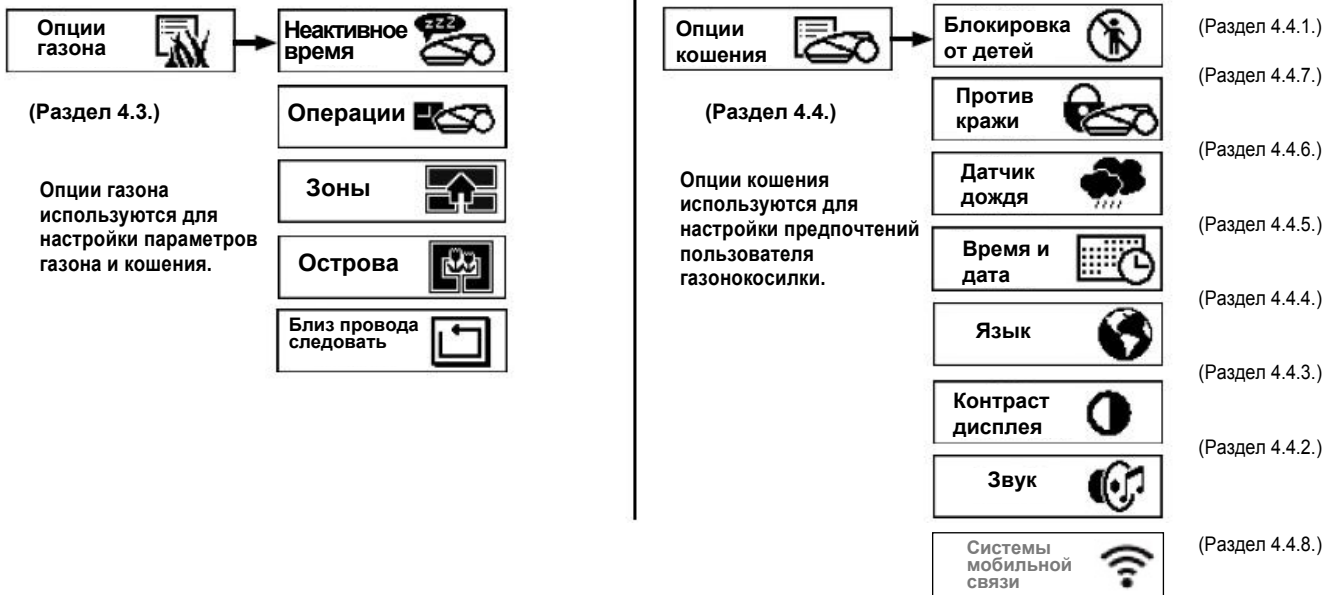 Опции
газона
Неактивное
время
zzz
(Раздел 4.3.)
Операции
Опции газона
используются для
настройки параметров
газона и кошения.
Зоны
Острова
Близ провода
следовать
Опции
кошения
(Раздел 4.4.)
Опции кошения
используются для
настройки предпочтений
пользователя
газонокосилки.
Блокировка
от детей
(Раздел 4.4.1.)
(Раздел 4.4.7.)
Против
кражи
(Раздел 4.4.6.)
Датчик
дождя
(Раздел 4.4.5.)
Время и
дата
(Раздел 4.4.4.)
Язык
(Раздел 4.4.3.)
Контраст
дисплея
(Раздел 4.4.2.)
Звук
(Раздел 4.4.8.)
Системы
мобильной
связи